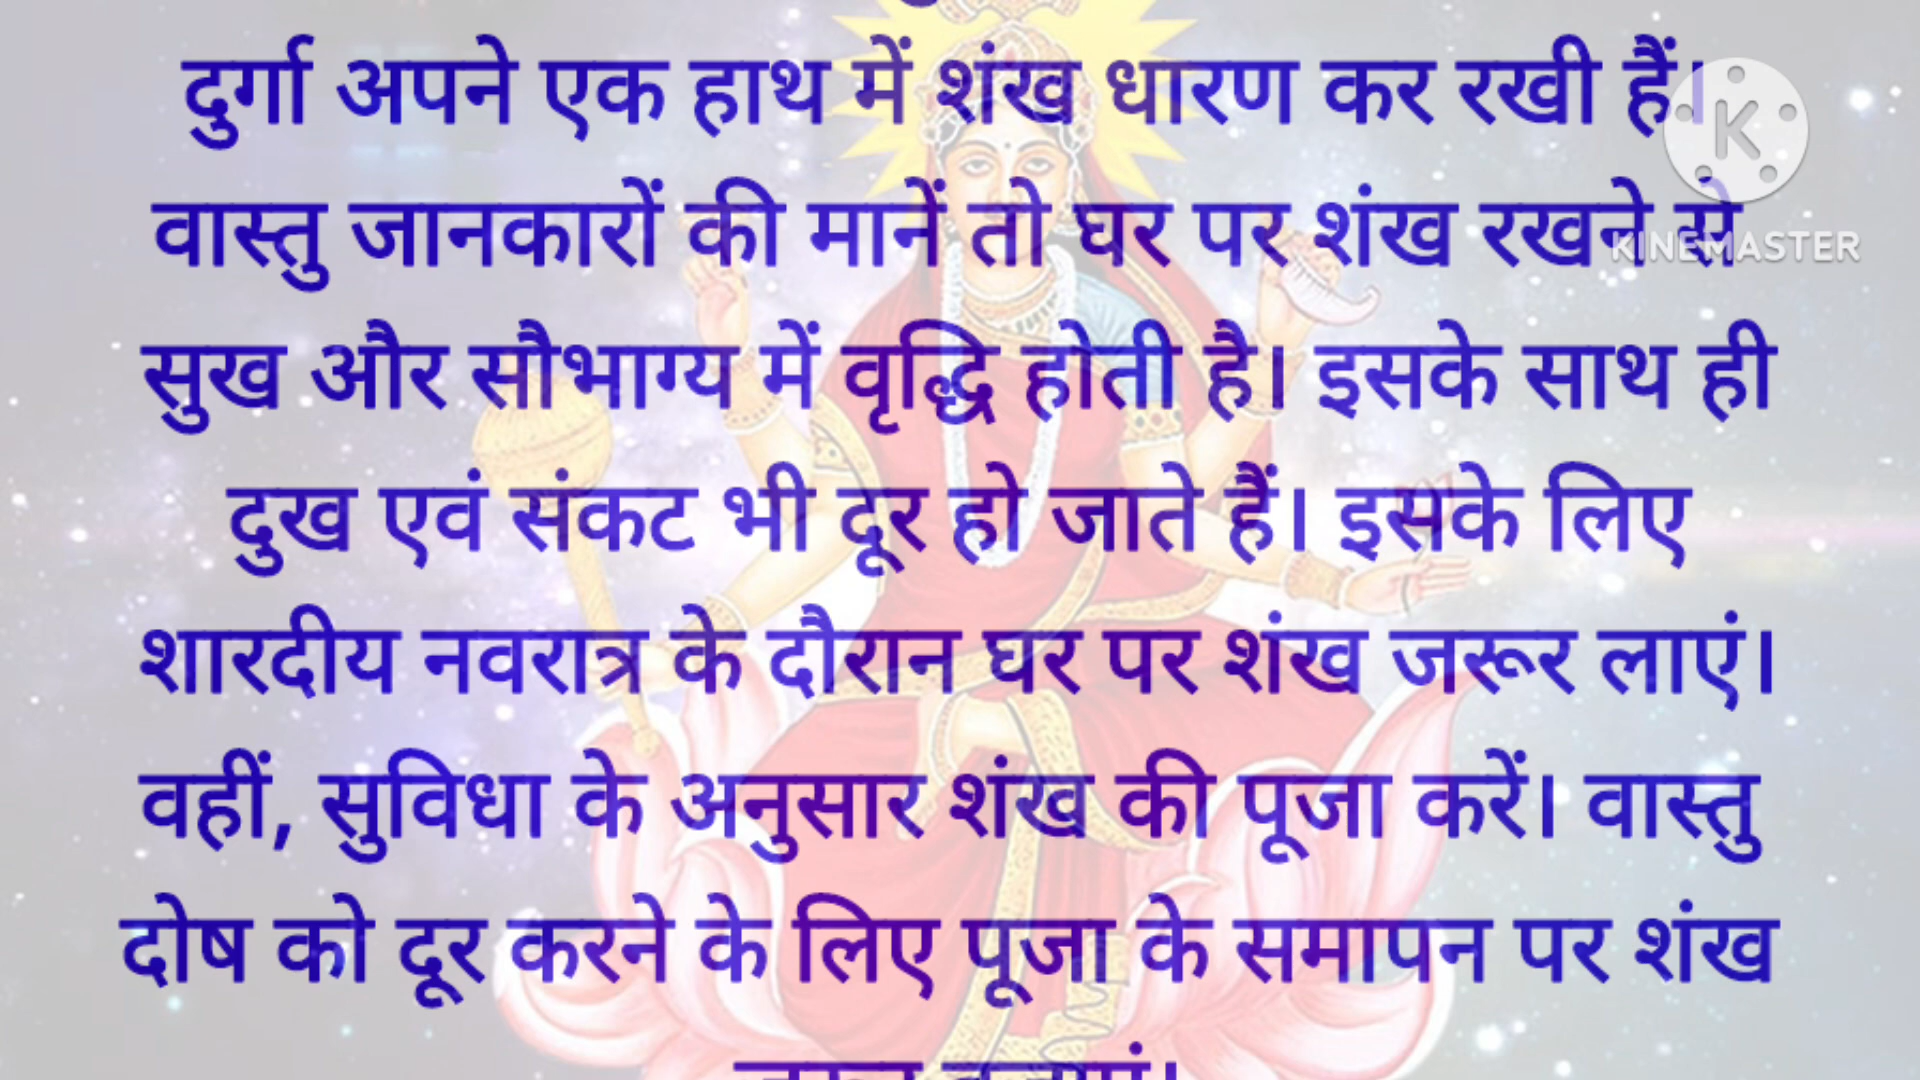 दुर्गा अपने एक हाथ में शंख धारण कर रखी हैं।
वास्तु जानकारों की मानें तो घर पर शंख रखने से
सुख और सौभाग्य में वृद्धि होती है। इसके साथ ही
दुख एवं संकट भी दूर हो जाते हैं। इसके लिए
शारदीय नवरात्र के दौरान घर पर शंख जरूर लाएं।
वहीं, सुविधा के अनुसार शंख की पूजा करें। वास्तु
दोष को दूर करने के लिए पूजा के समापन पर शंख
K
KINEMASTER